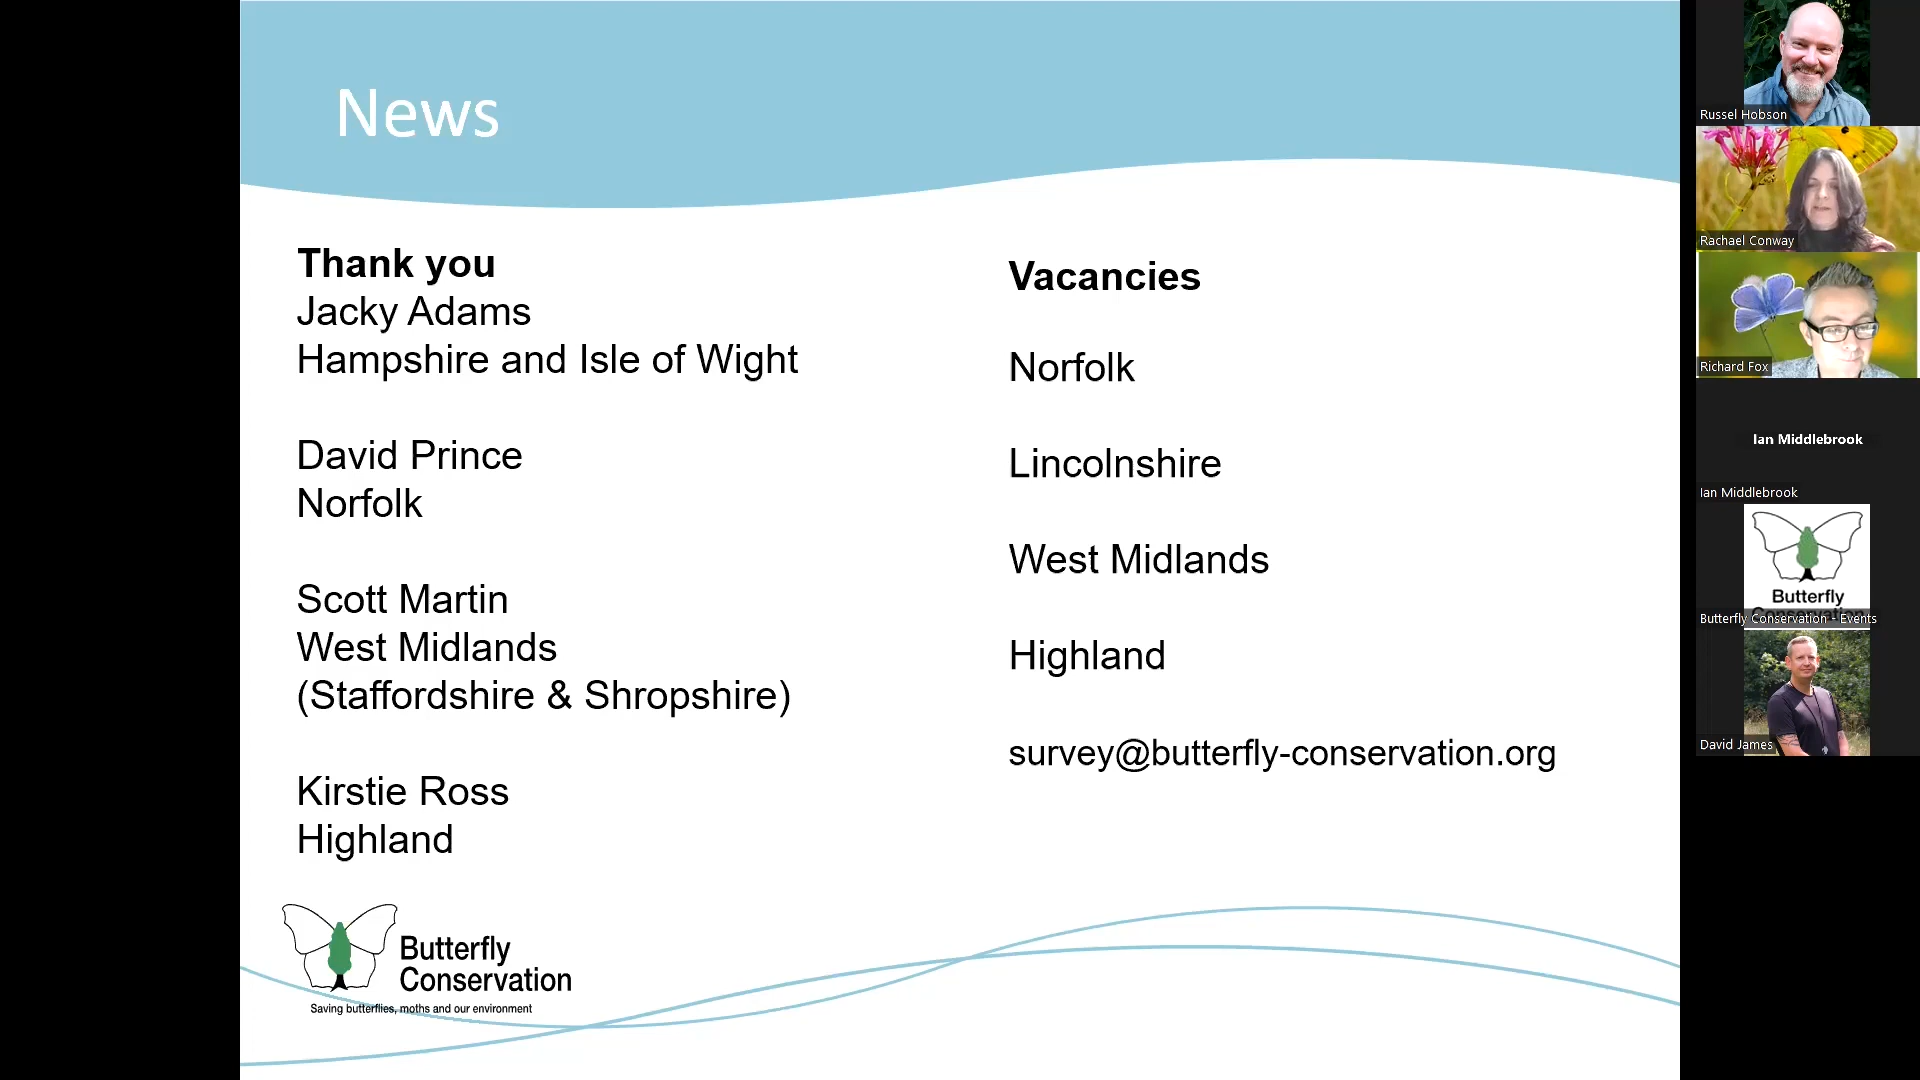 News
Thank you
Jacky Adams
Hampshire and Isle of Wight
David Prince
Norfolk
Scott Martin
West Midlands
(Staffordshire & Shropshire)
Kirstie Ross
Highland
Vacancies
Norfolk
Lincolnshire
West Midlands
Highland
survey@butterfly-conservation.org
Butterfly
Conservation
Saving butterflies, moths and our environment
Russel Hobson
Rachael Conway
Richard Fox
Ian Middlebrook
Ian Middlebrook
Butterfly
Conservation
Butterfly Conservation - Events
David James